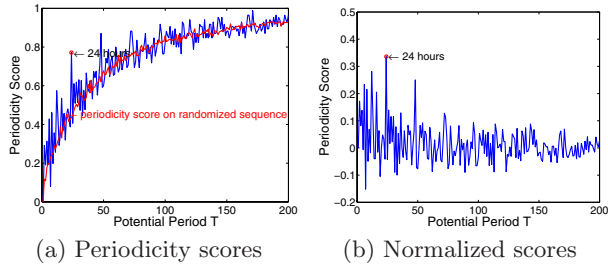 1
0.8
0.6
0.4
0.2
0
0
50
100
150
200
Periodicity Score
Potential Period T
← 24 hours
← periodicity score on randomized sequence
(a) Periodicity scores
0.5
0.4
0.3
0.2
0.1
0
−0.1
−0.2
0
50
100
150
200
Periodicity Score
Potential Period T
← 24 hours
(b) Normalized scores